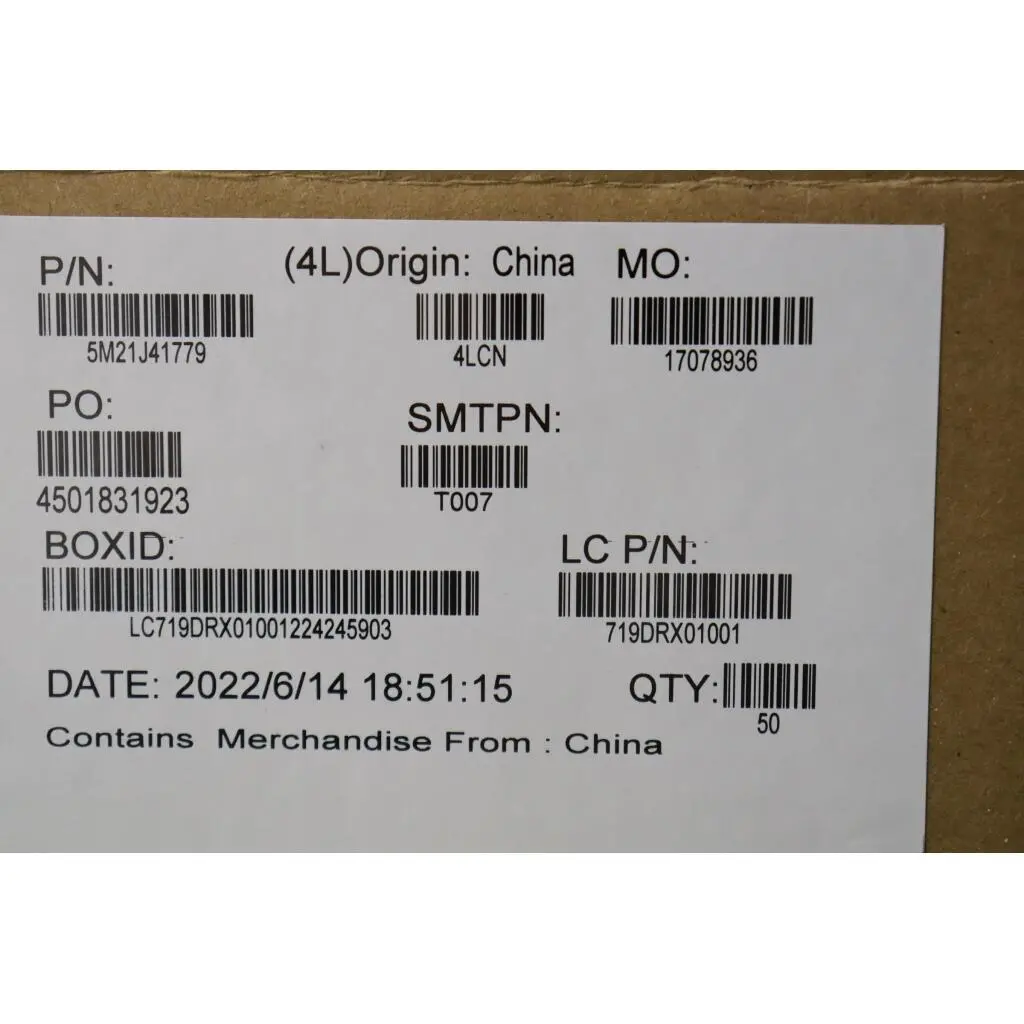 P/N: (4L)Origin: China MO:
5M21J41779 4LCN 17078936
PO: SMTPN:
4501831923 T007
BOXID: LC P/N:
LC719DRX01001224245903 719DRX01001
DATE: 2022/6/14 18:51:15 QTY:
50
Contains Merchandise From : China